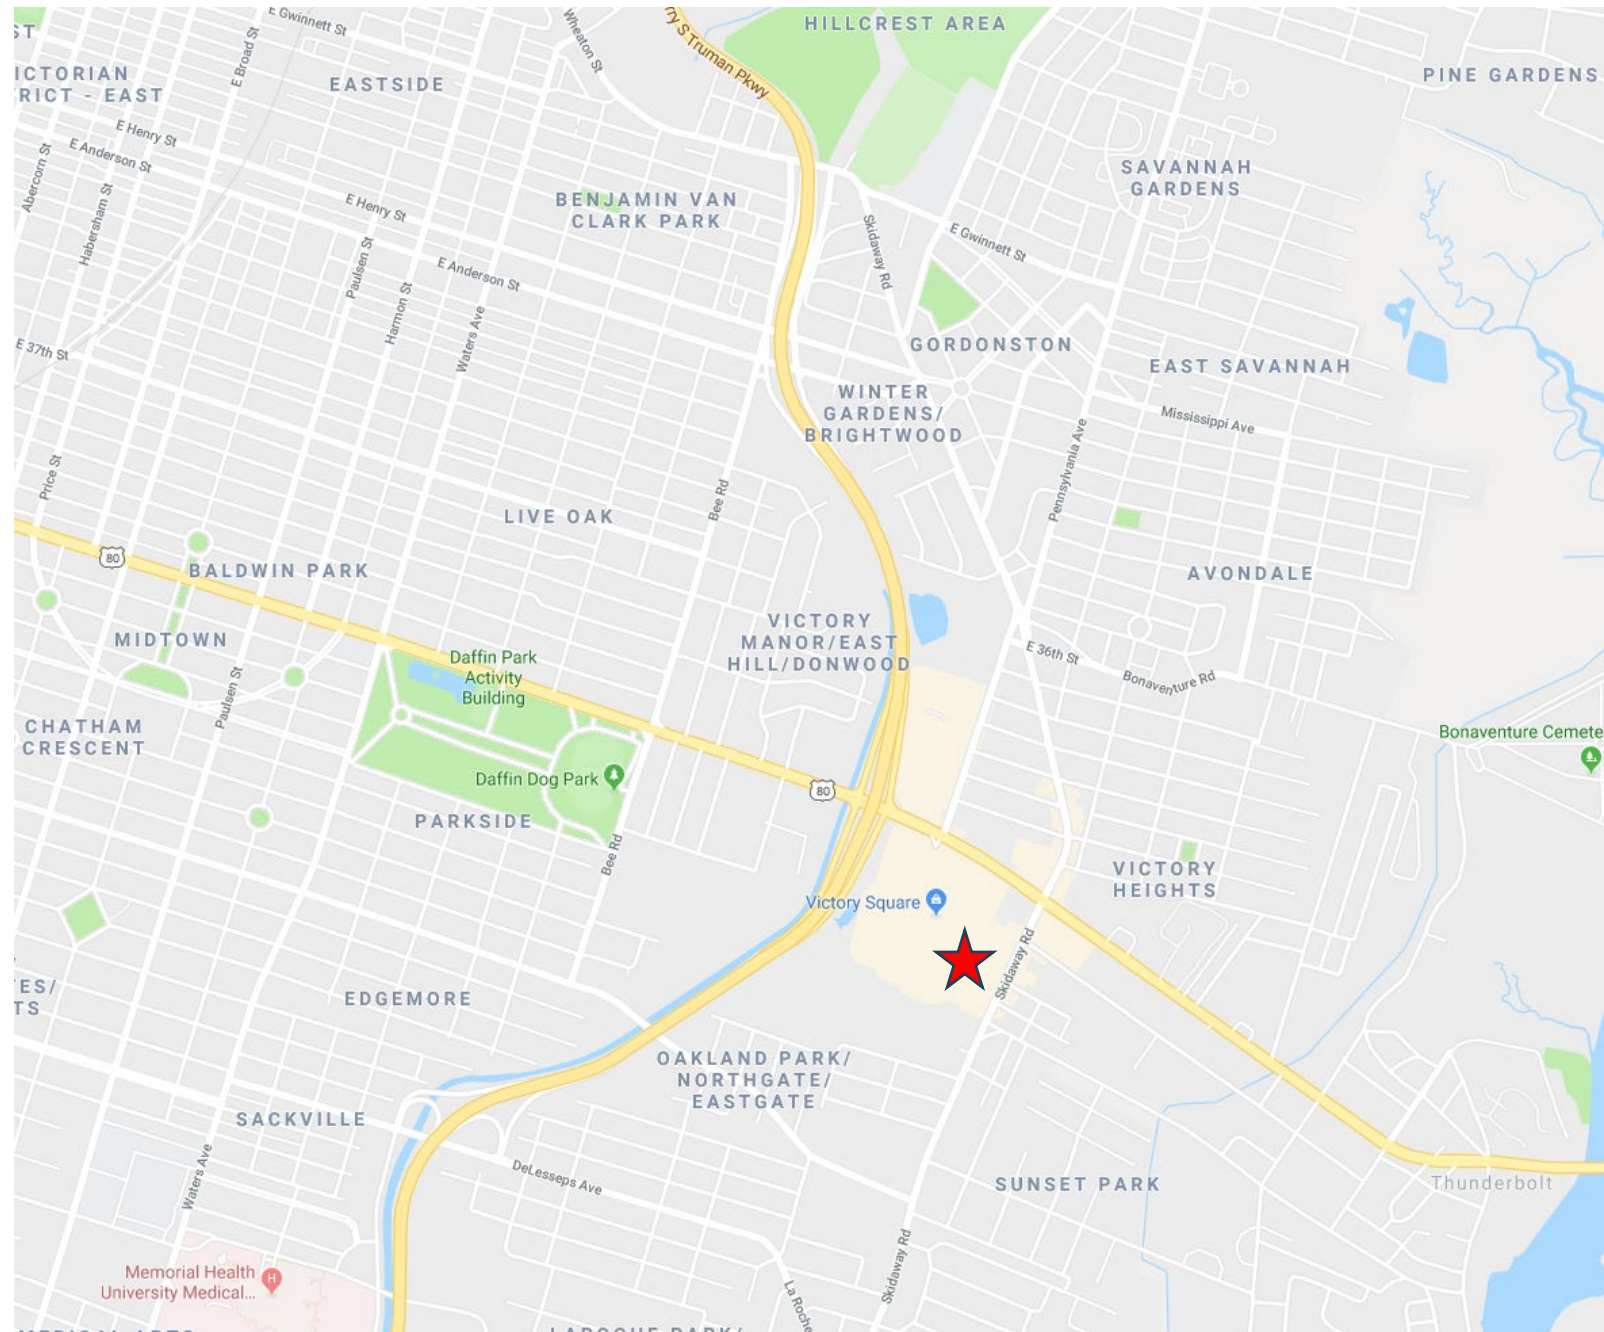 HILLCREST AREA
E Gwinnett St
Wheaton St
ry S Truman Pkwy
ST
E Broad St
EASTSIDE
PINE GARDENS
ICTORIAN
RICT - EAST
E Henry St
E Anderson St
Abercorn St
Habersham St
SAVANNAH
GARDENS
BENJAMIN VAN
CLARK PARK
E Henry St
Skidaway Rd
E Gwinnett St
Paulsen St
E Anderson St
Harmon St
Waters Ave
E 37th St
GORDONSTON
EAST SAVANNAH
WINTER
GARDENS/
BRIGHTWOOD
Mississippi Ave
Pennsylvania Ave
Price St
Bee Rd
LIVE OAK
80
BALDWIN PARK
AVONDALE
MIDTOWN
VICTORY
MANOR/EAST
HILL/DONWOOD
Daffin Park
Activity
Building
E 36th St
Bonaventure Rd
Paulsen St
CHATHAM
CRESCENT
Bonaventure Cemete
Daffin Dog Park
80
PARKSIDE
Bee Rd
VICTORY
HEIGHTS
Victory Square
Skidaway Rd
ES/
TS
EDGEMORE
OAKLAND PARK/
NORTHGATE/
EASTGATE
SACKVILLE
DeLesseps Ave
Waters Ave
SUNSET PARK
Thunderbolt
Skidaway Rd
Memorial Health
University Medical...
H
La Roche
MEDICAL ARTS
LAROCHE PARK/